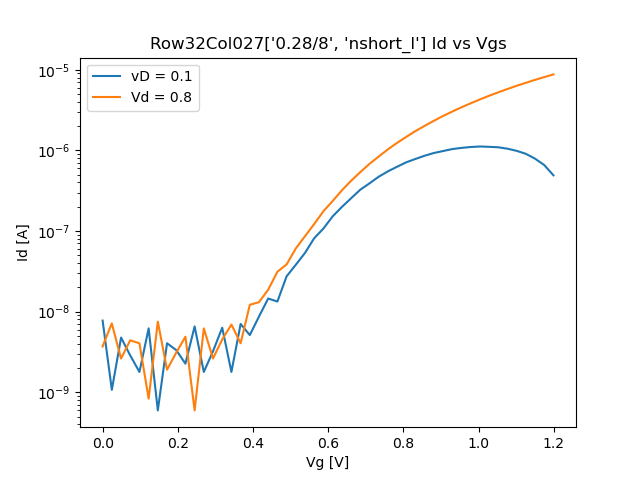 Row32Col027['0.28/8', 'nshort_l'] Id vs Vgs
vD = 0.1
Vd = 0.8
Id [A]
10⁻⁵
10⁻⁶
10⁻⁷
10⁻⁸
10⁻⁹
0.0 0.2 0.4 0.6 0.8 1.0 1.2
Vg [V]